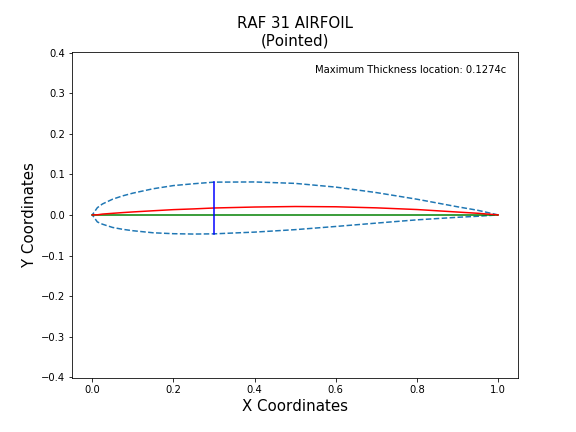 RAF 31 AIRFOIL
(Pointed)
Maximum Thickness location: 0.1274c
0.4
0.3
0.2
0.1
0.0
−0.1
−0.2
−0.3
−0.4
Y Coordinates
0.0 0.2 0.4 0.6 0.8 1.0
X Coordinates